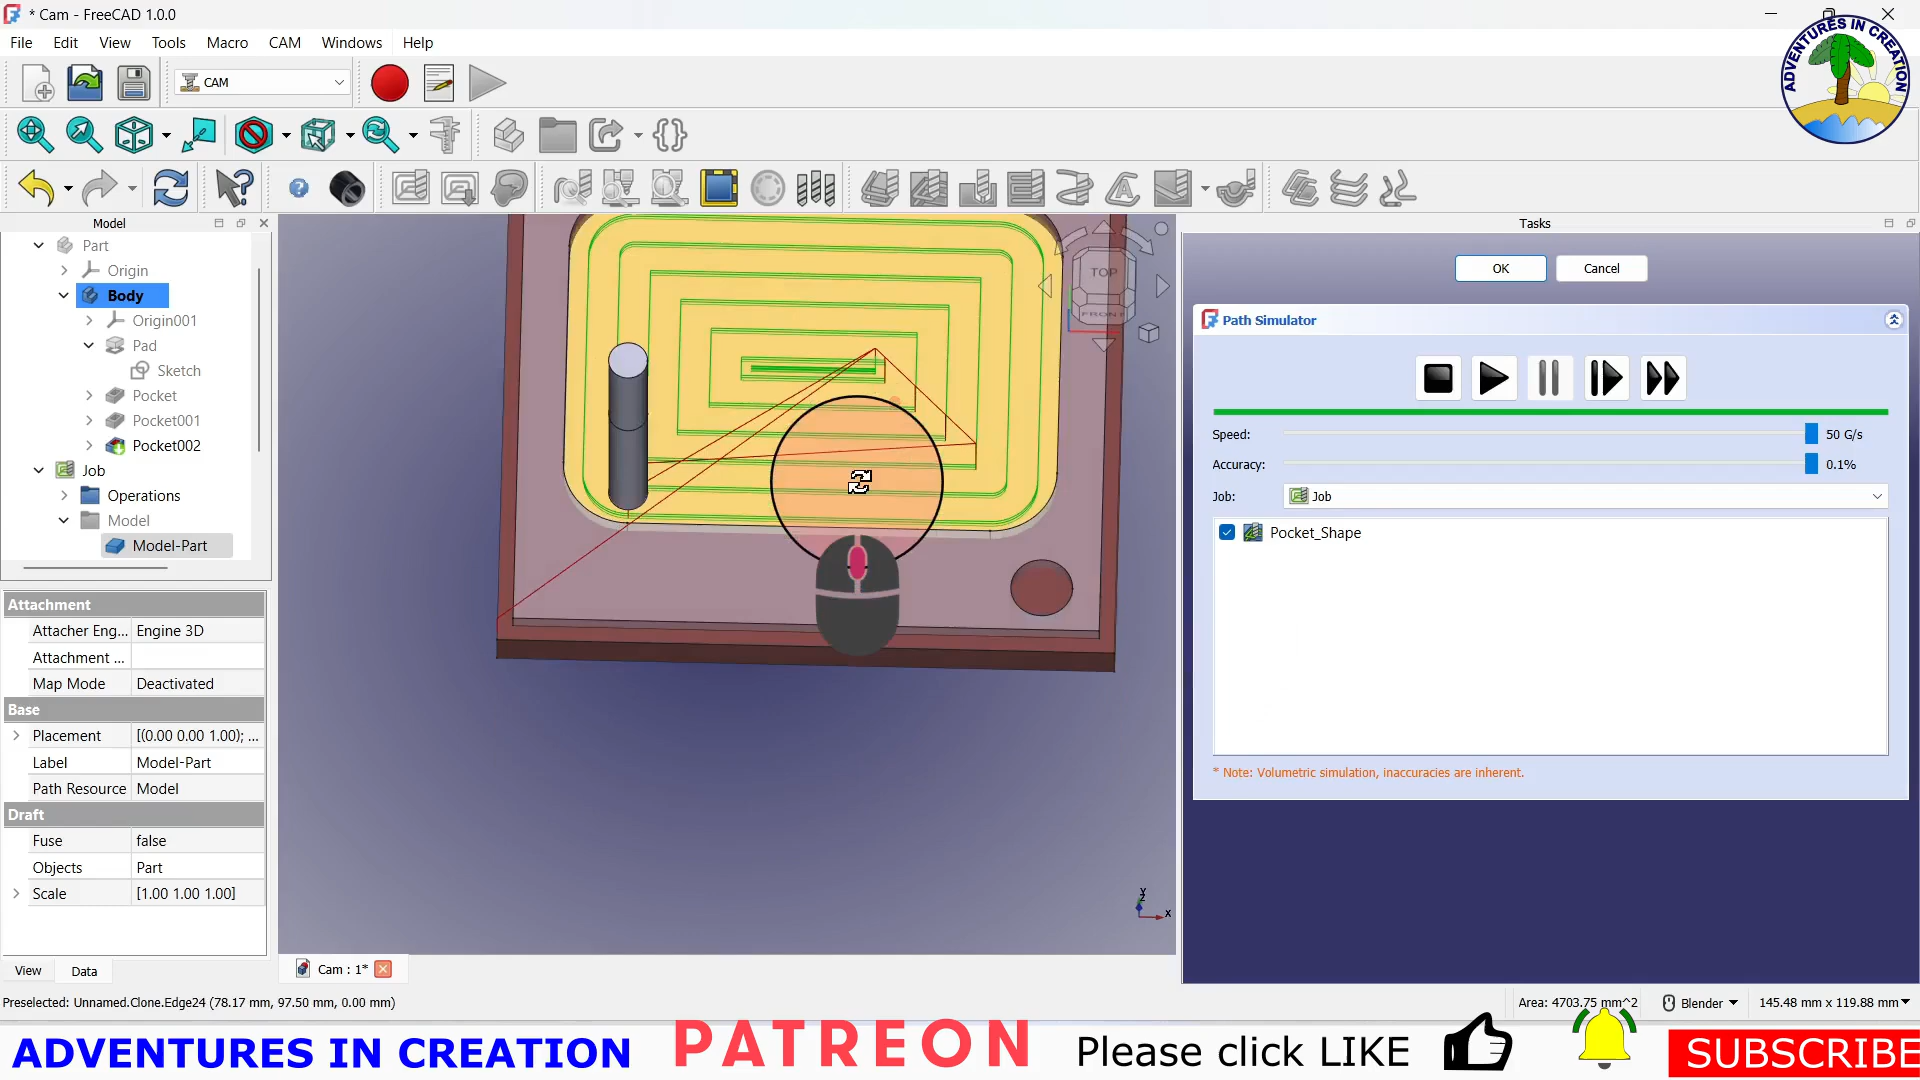 * Cam - FreeCAD 1.0.0
ADVENTURES IN CREATION
File Edit View Tools Macro CAM Windows Help
CAM
Model
Tasks
Part
Origin
Body
Origin001
Pad
Sketch
Pocket
Pocket001
Pocket002
Job
Operations
Model
Model-Part
TOP
FRONT
OK Cancel
Path Simulator
Speed: 50 G/s
Accuracy: 0.1%
Job: Job
Pocket_Shape
* Note: Volumetric simulation, inaccuracies are inherent.
Attachment
Attacher Eng... Engine 3D
Attachment ...
Map Mode Deactivated
Base
Placement [(0.00 0.00 1.00); ...
Label Model-Part
Path Resource Model
Draft
Fuse false
Objects Part
Scale [1.00 1.00 1.00]
Y
Z
X
View Data
Cam : 1*
Preselected: Unnamed.Clone.Edge24 (78.17 mm, 97.50 mm, 0.00 mm)
Area: 4703.75 mm^2 Blender 145.48 mm x 119.88 mm
ADVENTURES IN CREATION PATREON Please click LIKE SUBSCRIBE